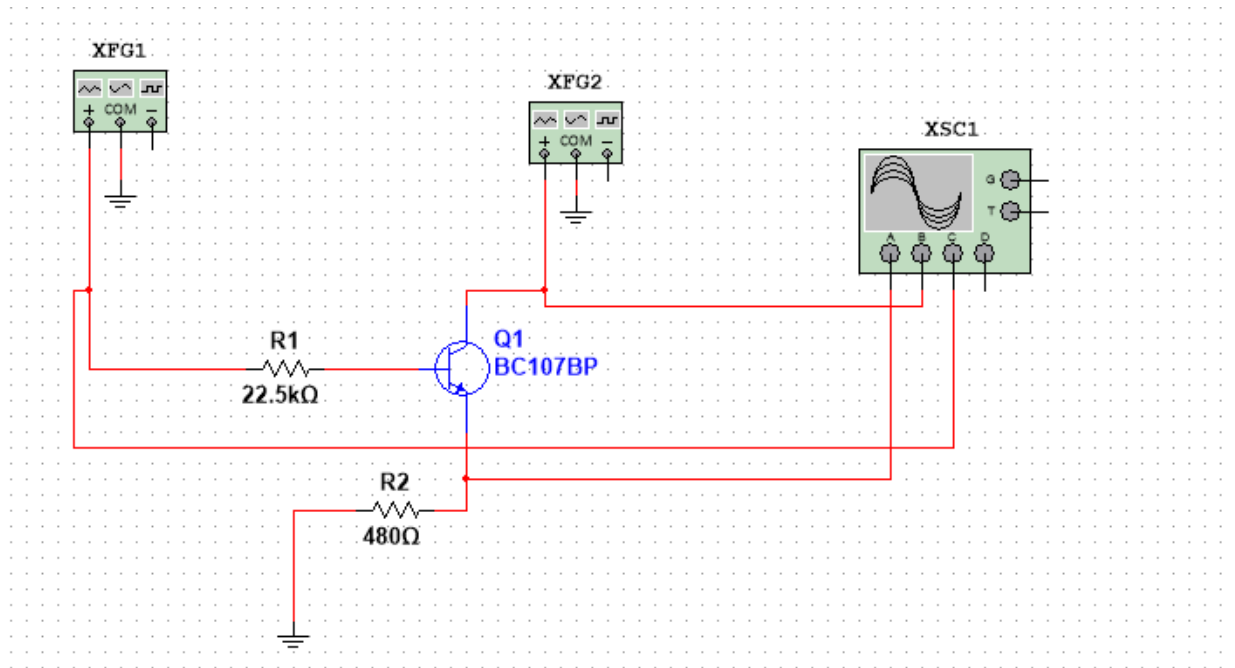 XFG1
COM
XFG2
COM
XSC1
G
T
A B C D
R1
22.5kΩ
Q1
BC107BP
R2
480Ω